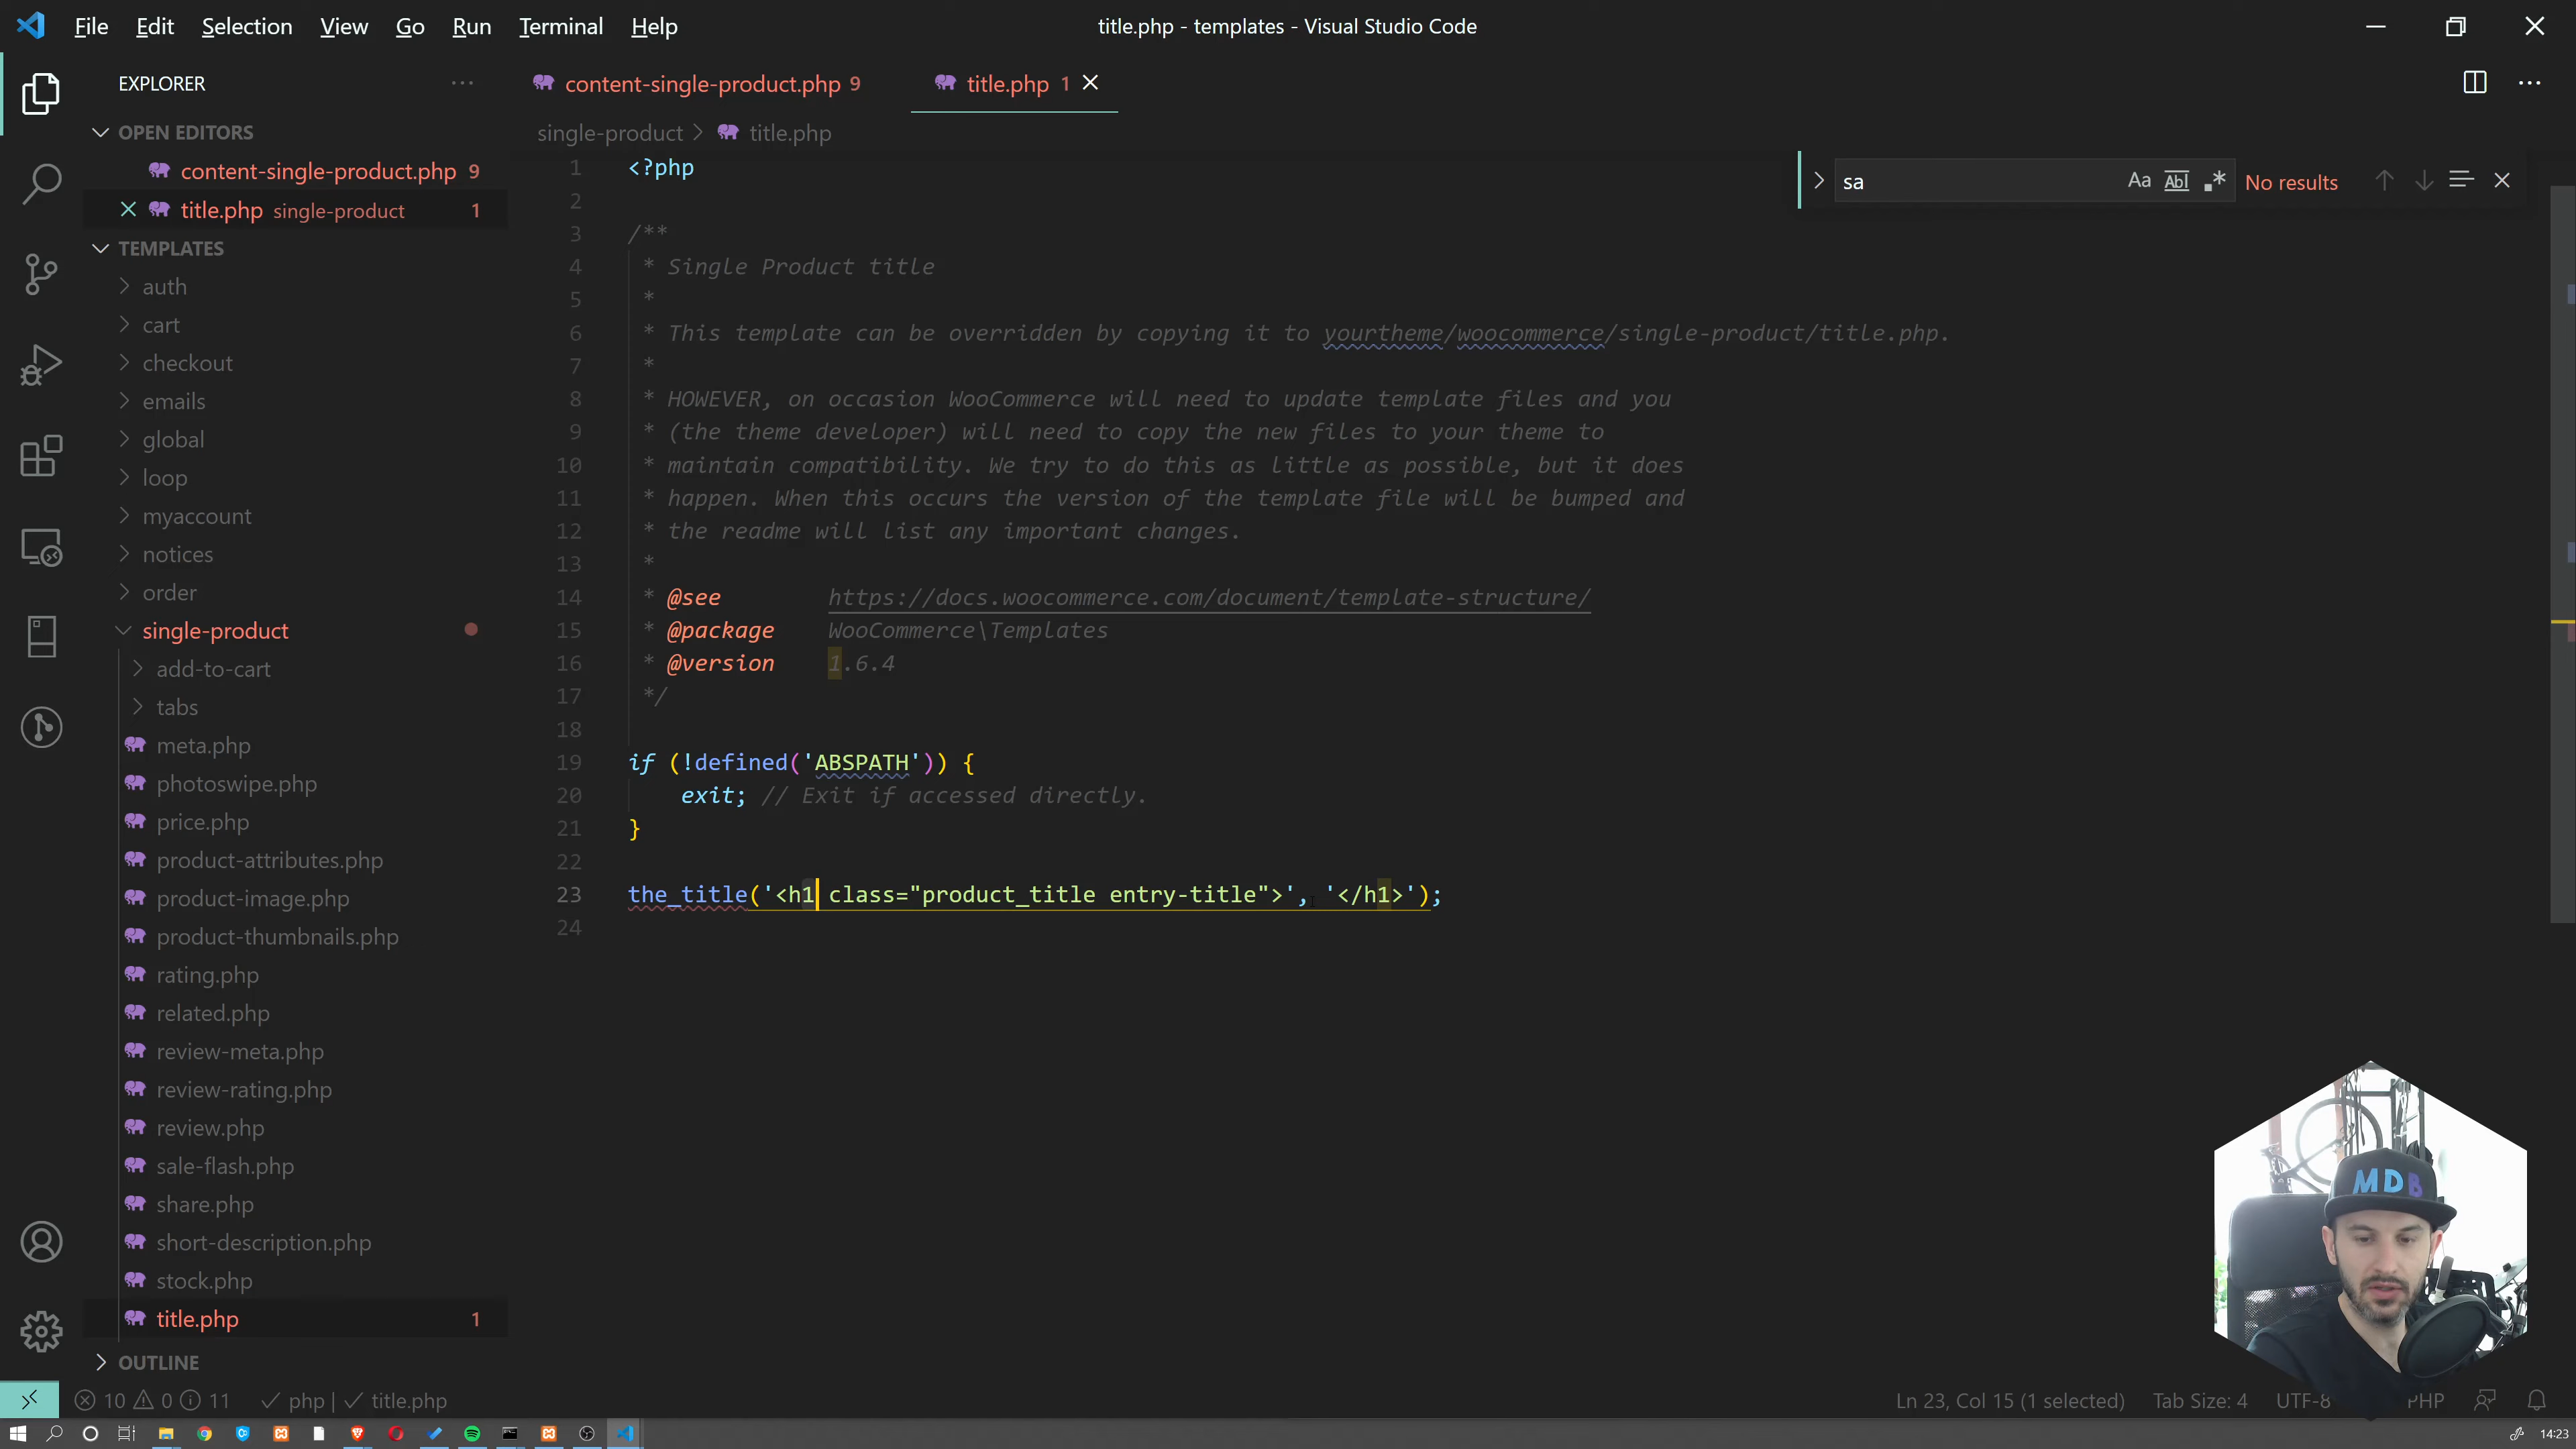 File Edit Selection View Go Run Terminal Help
title.php - templates - Visual Studio Code
EXPLORER
OPEN EDITORS
content-single-product.php 9
title.php single-product 1
TEMPLATES
auth
cart
checkout
emails
global
loop
myaccount
notices
order
single-product
add-to-cart
tabs
meta.php
photoswipe.php
price.php
product-attributes.php
product-image.php
product-thumbnails.php
rating.php
related.php
review-meta.php
review-rating.php
review.php
sale-flash.php
share.php
short-description.php
stock.php
title.php 1
OUTLINE
content-single-product.php 9
title.php 1
single-product > title.php
sa
Aa
No results
1 <?php
2
3 /**
4 * Single Product title
5 *
6 * This template can be overridden by copying it to yourtheme/woocommerce/single-product/title.php.
7 *
8 * HOWEVER, on occasion WooCommerce will need to update template files and you
9 * (the theme developer) will need to copy the new files to your theme to
10 * maintain compatibility. We try to do this as little as possible, but it does
11 * happen. When this occurs the version of the template file will be bumped and
12 * the readme will list any important changes.
13 *
14 * @see https://docs.woocommerce.com/document/template-structure/
15 * @package WooCommerce\Templates
16 * @version 1.6.4
17 */
18
19 if (!defined('ABSPATH')) {
20 exit; // Exit if accessed directly.
21 }
22
23 the_title('<h1 class="product_title entry-title">', '</h1>');
24
MDB
10 0 11 php | title.php
Ln 23, Col 15 (1 selected) Tab Size: 4 UTF-8 PHP
14:23